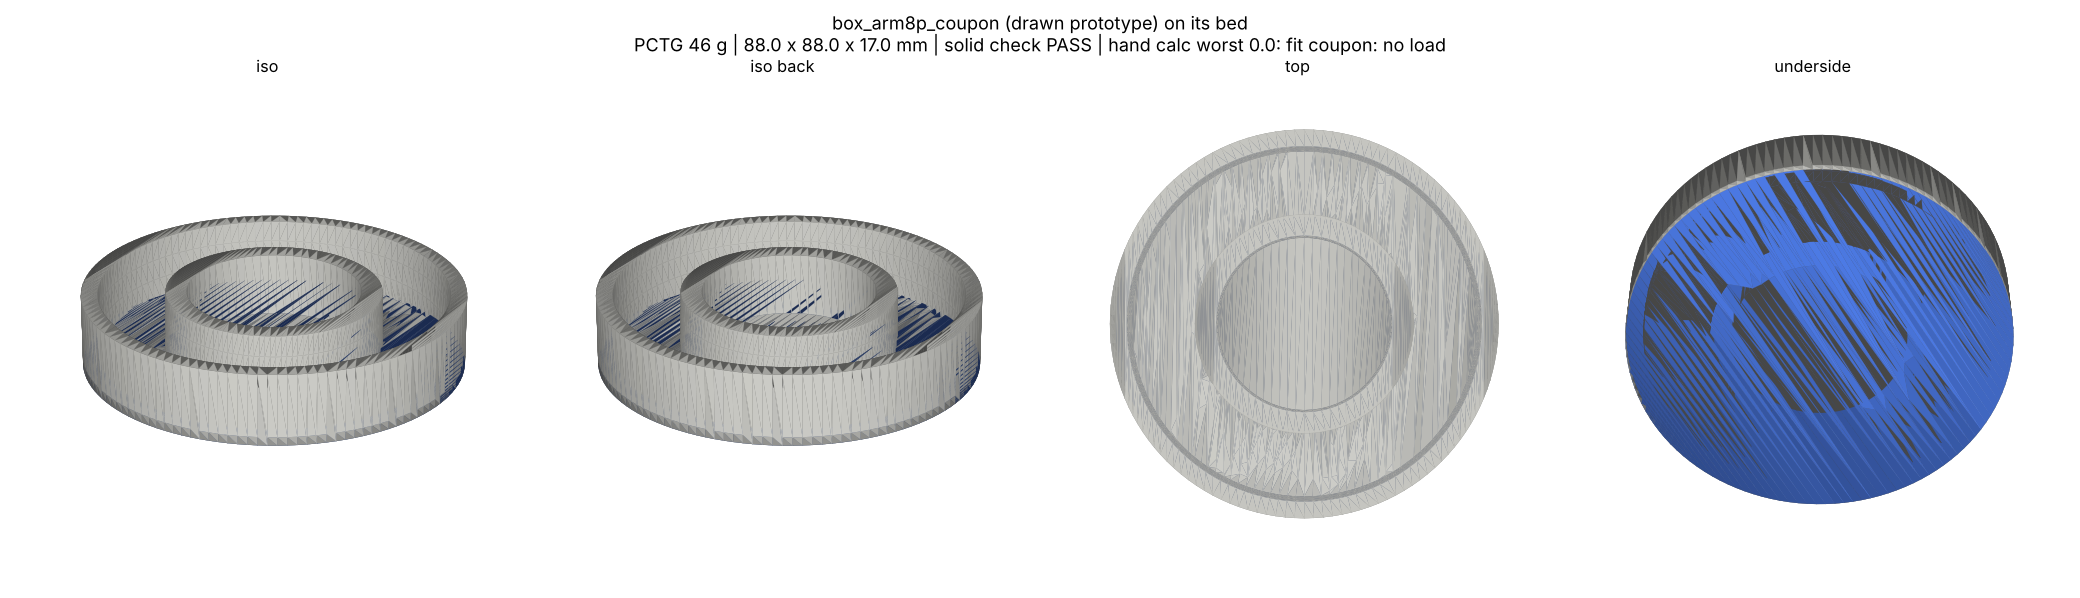 box_arm8p_coupon (drawn prototype) on its bed
PCTG 46 g | 88.0 x 88.0 x 17.0 mm | solid check PASS | hand calc worst 0.0: fit coupon: no load
iso
iso back
top
underside